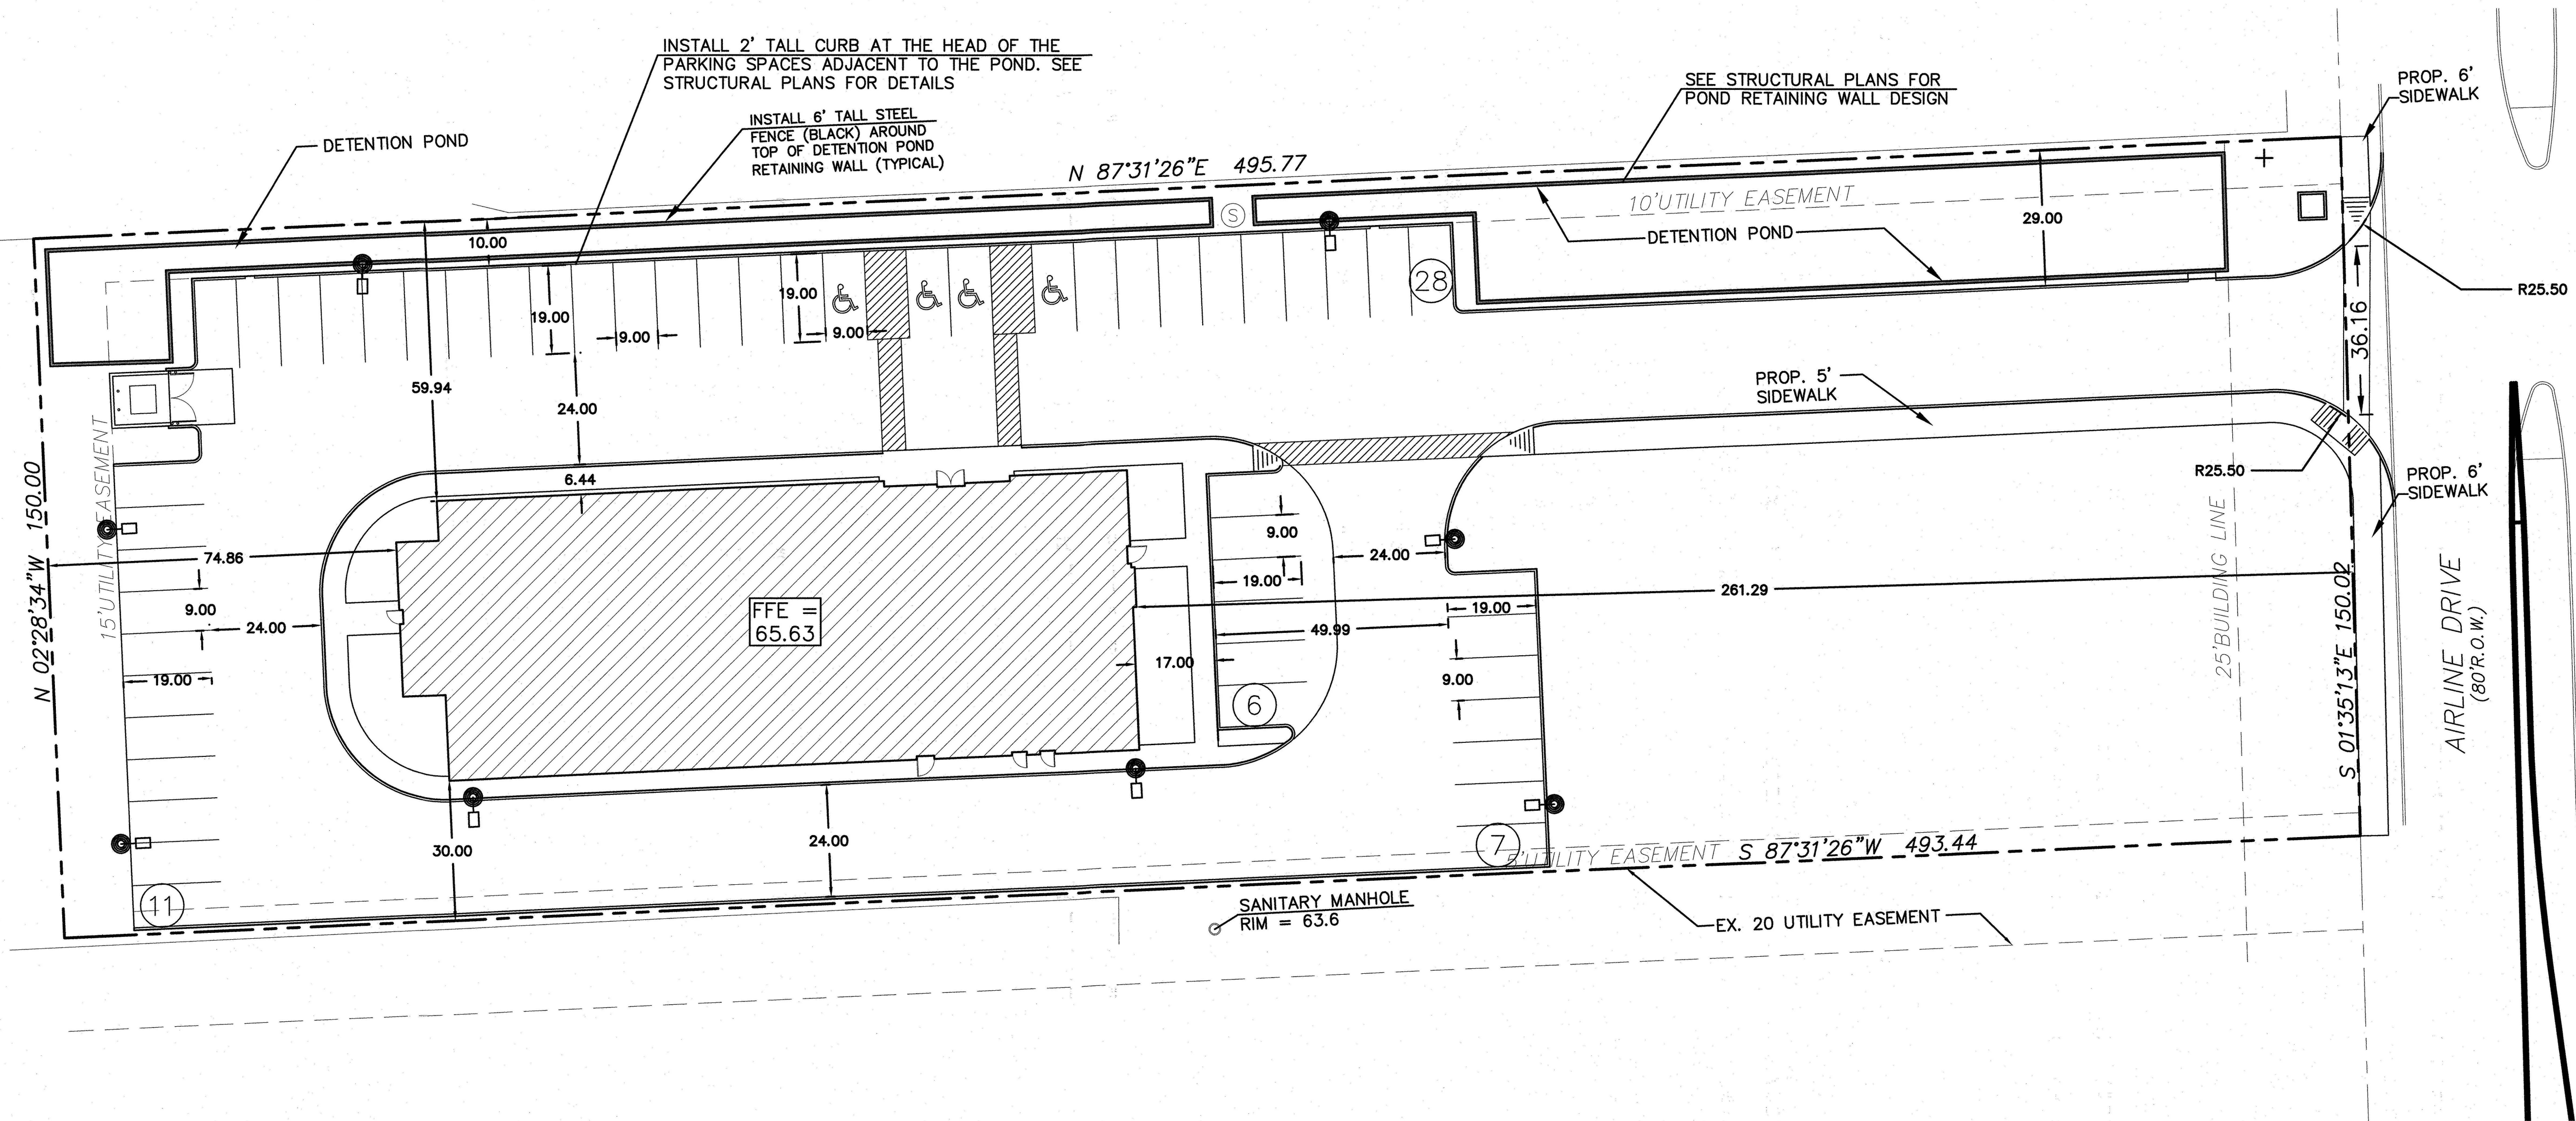 INSTALL 2' TALL CURB AT THE HEAD OF THE
PARKING SPACES ADJACENT TO THE POND. SEE
STRUCTURAL PLANS FOR DETAILS
INSTALL 6' TALL STEEL
FENCE (BLACK) AROUND
TOP OF DETENTION POND
RETAINING WALL (TYPICAL)
DETENTION POND
SEE STRUCTURAL PLANS FOR
POND RETAINING WALL DESIGN
PROP. 6'
SIDEWALK
N 87°31'26"E 495.77
10'UTILITY EASEMENT
DETENTION POND
29.00
10.00
S
28
R25.50
36.16
19.00
9.00
19.00
9.00
59.94
24.00
6.44
PROP. 5'
SIDEWALK
R25.50
PROP. 6'
SIDEWALK
N 02°28'34"W 150.00
15'UTILITY EASEMENT
74.86
9.00
24.00
19.00
FFE =
65.63
9.00
19.00
24.00
49.99
17.00
6
19.00
9.00
261.29
25'BUILDING LINE
S 01°35'13"E 150.02
AIRLINE DRIVE
(80'R.O.W.)
30.00
24.00
11
7
5'UTILITY EASEMENT
S 87°31'26"W 493.44
SANITARY MANHOLE
RIM = 63.6
EX. 20 UTILITY EASEMENT